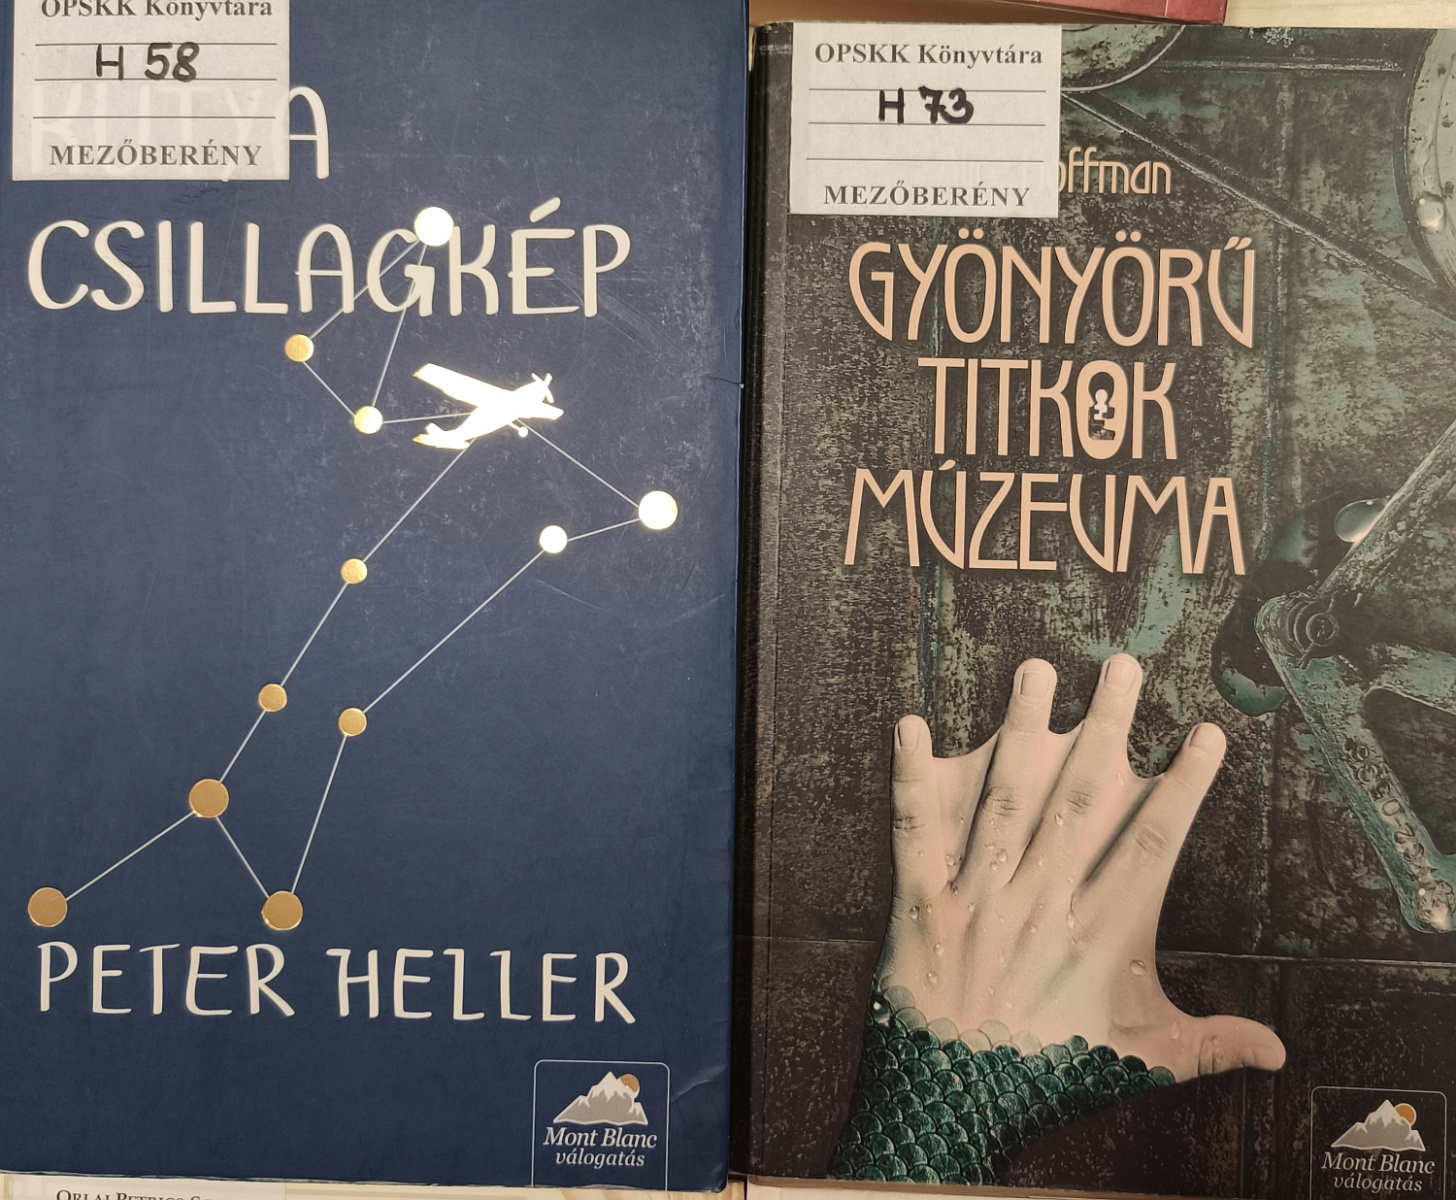 OPSKK Könyvtára
H 58
MEZŐBERÉNY
KUTYA
CSILLAGKÉP
PETER HELLER
Mont Blanc
válogatás
OPSKK Könyvtára
H 73
MEZŐBERÉNY
offman
GYÖNYÖRŰ
TITKOK
MÚZEUMA
Mont Blanc
válogatás